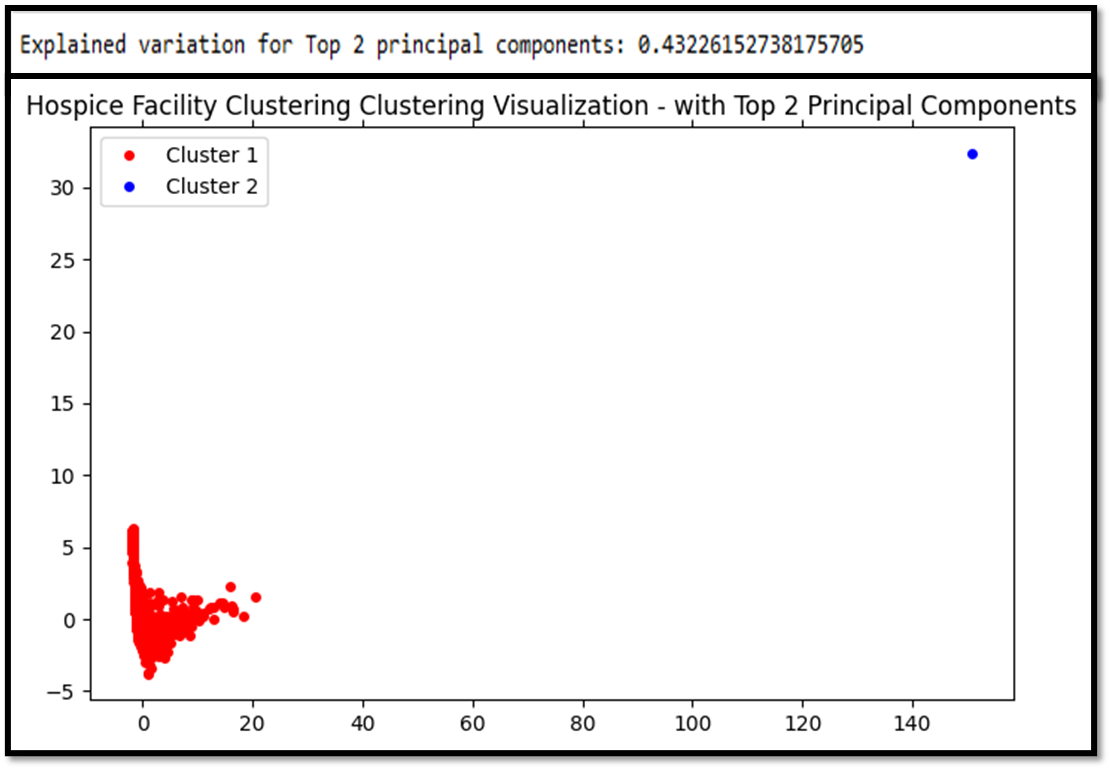 Explained variation for Top 2 principal components: 0.43226152738175705
Hospice Facility Clustering Clustering Visualization - with Top 2 Principal Components
Cluster 1
Cluster 2
30
25
20
15
10
5
0
−5
0 20 40 60 80 100 120 140